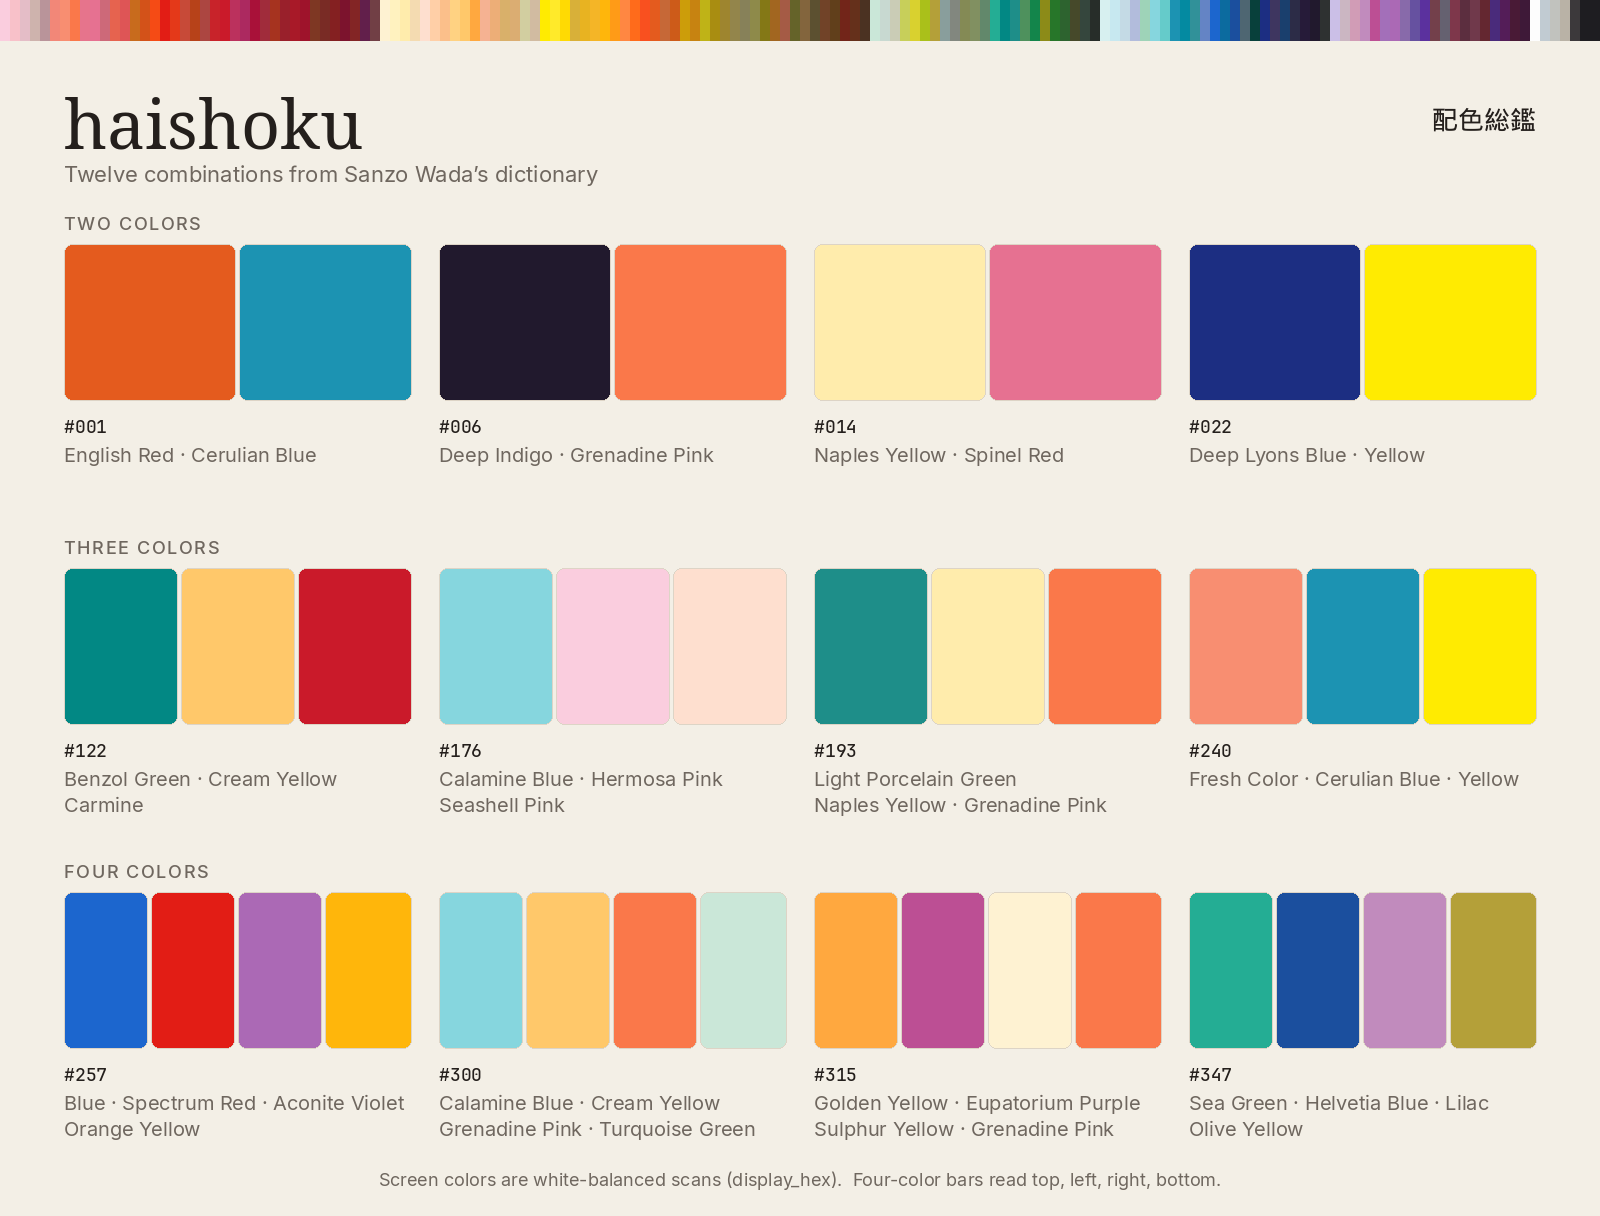 haishoku
配色総鑑
Twelve combinations from Sanzo Wada’s dictionary
TWO COLORS
#001
English Red · Cerulian Blue
#006
Deep Indigo · Grenadine Pink
#014
Naples Yellow · Spinel Red
#022
Deep Lyons Blue · Yellow
THREE COLORS
#122
Benzol Green · Cream Yellow
Carmine
#176
Calamine Blue · Hermosa Pink
Seashell Pink
#193
Light Porcelain Green
Naples Yellow · Grenadine Pink
#240
Fresh Color · Cerulian Blue · Yellow
FOUR COLORS
#257
Blue · Spectrum Red · Aconite Violet
Orange Yellow
#300
Calamine Blue · Cream Yellow
Grenadine Pink · Turquoise Green
#315
Golden Yellow · Eupatorium Purple
Sulphur Yellow · Grenadine Pink
#347
Sea Green · Helvetia Blue · Lilac
Olive Yellow
Screen colors are white-balanced scans (display_hex).  Four-color bars read top, left, right, bottom.